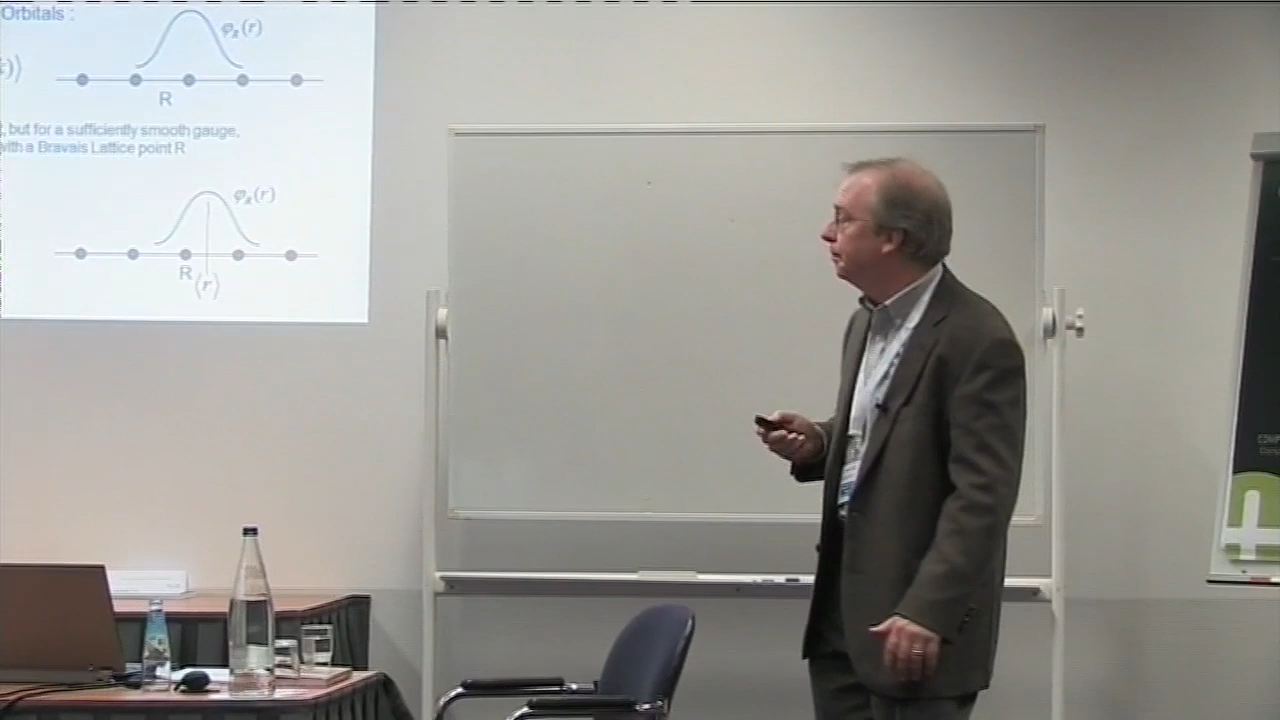 Orbitals :
φR(r)
R
, but for a sufficiently smooth gauge,
with a Bravais Lattice point R
φR(r)
R
⟨r⟩